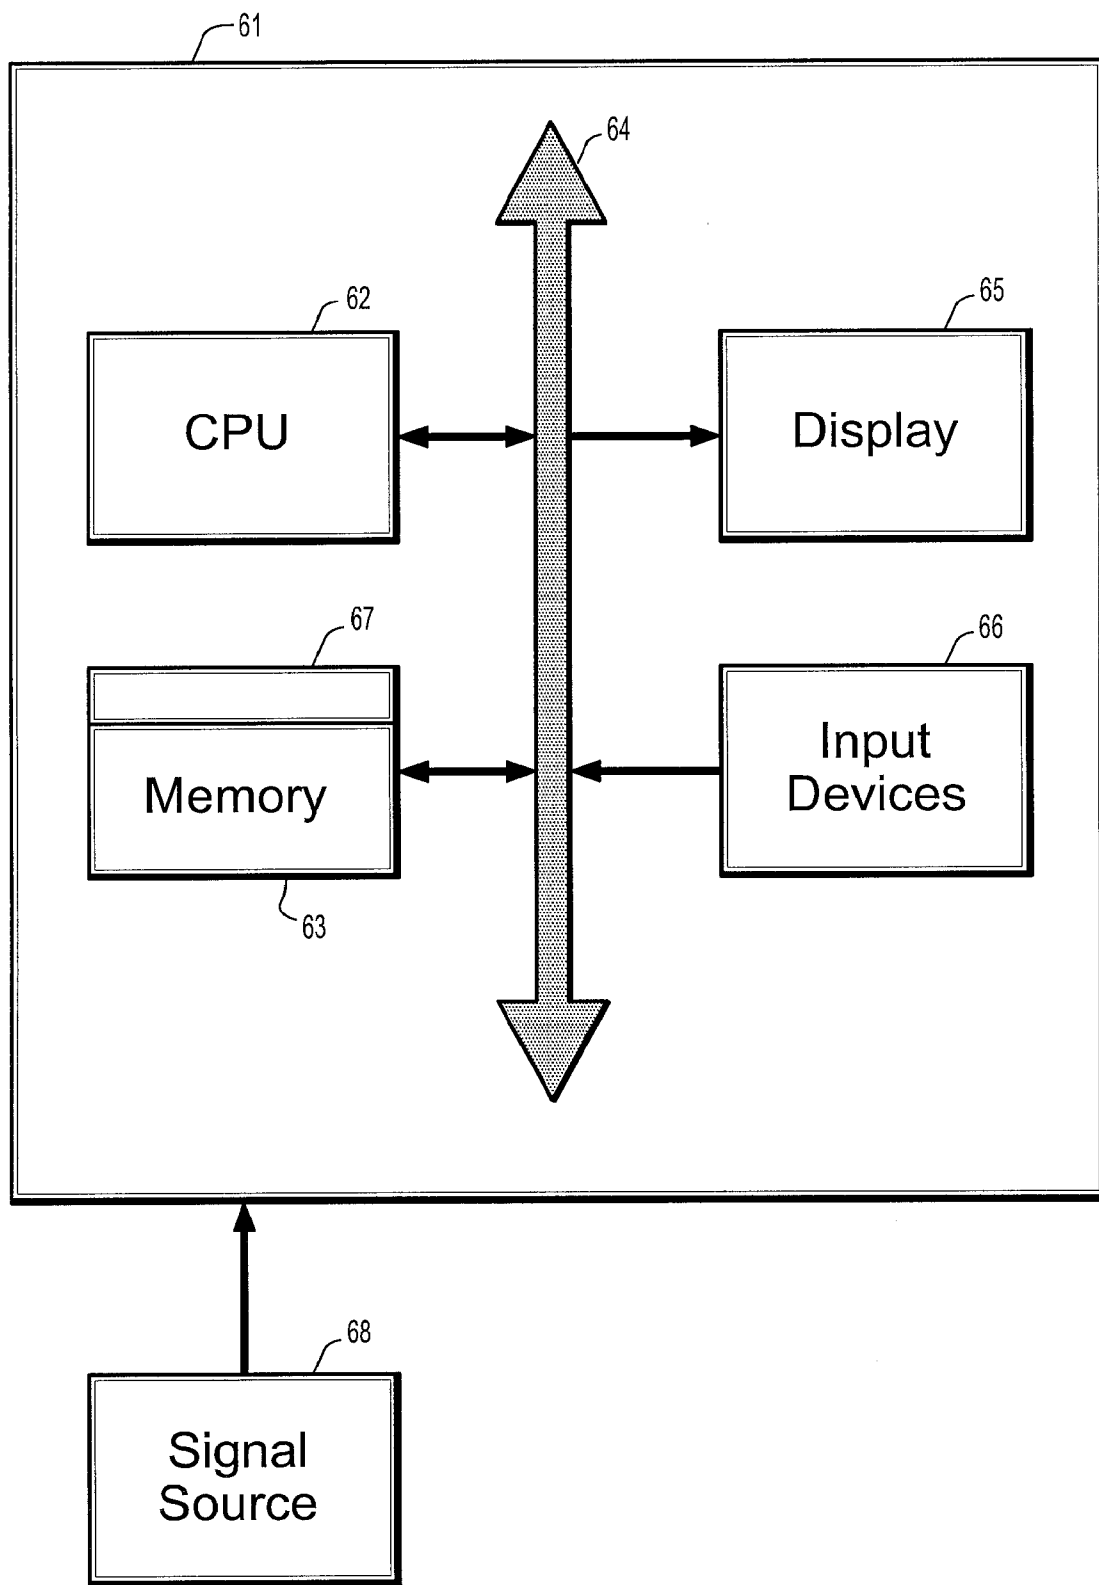 61
64
62
65
CPU
Display
67
66
Input
Devices
Memory
63
68
Signal
Source